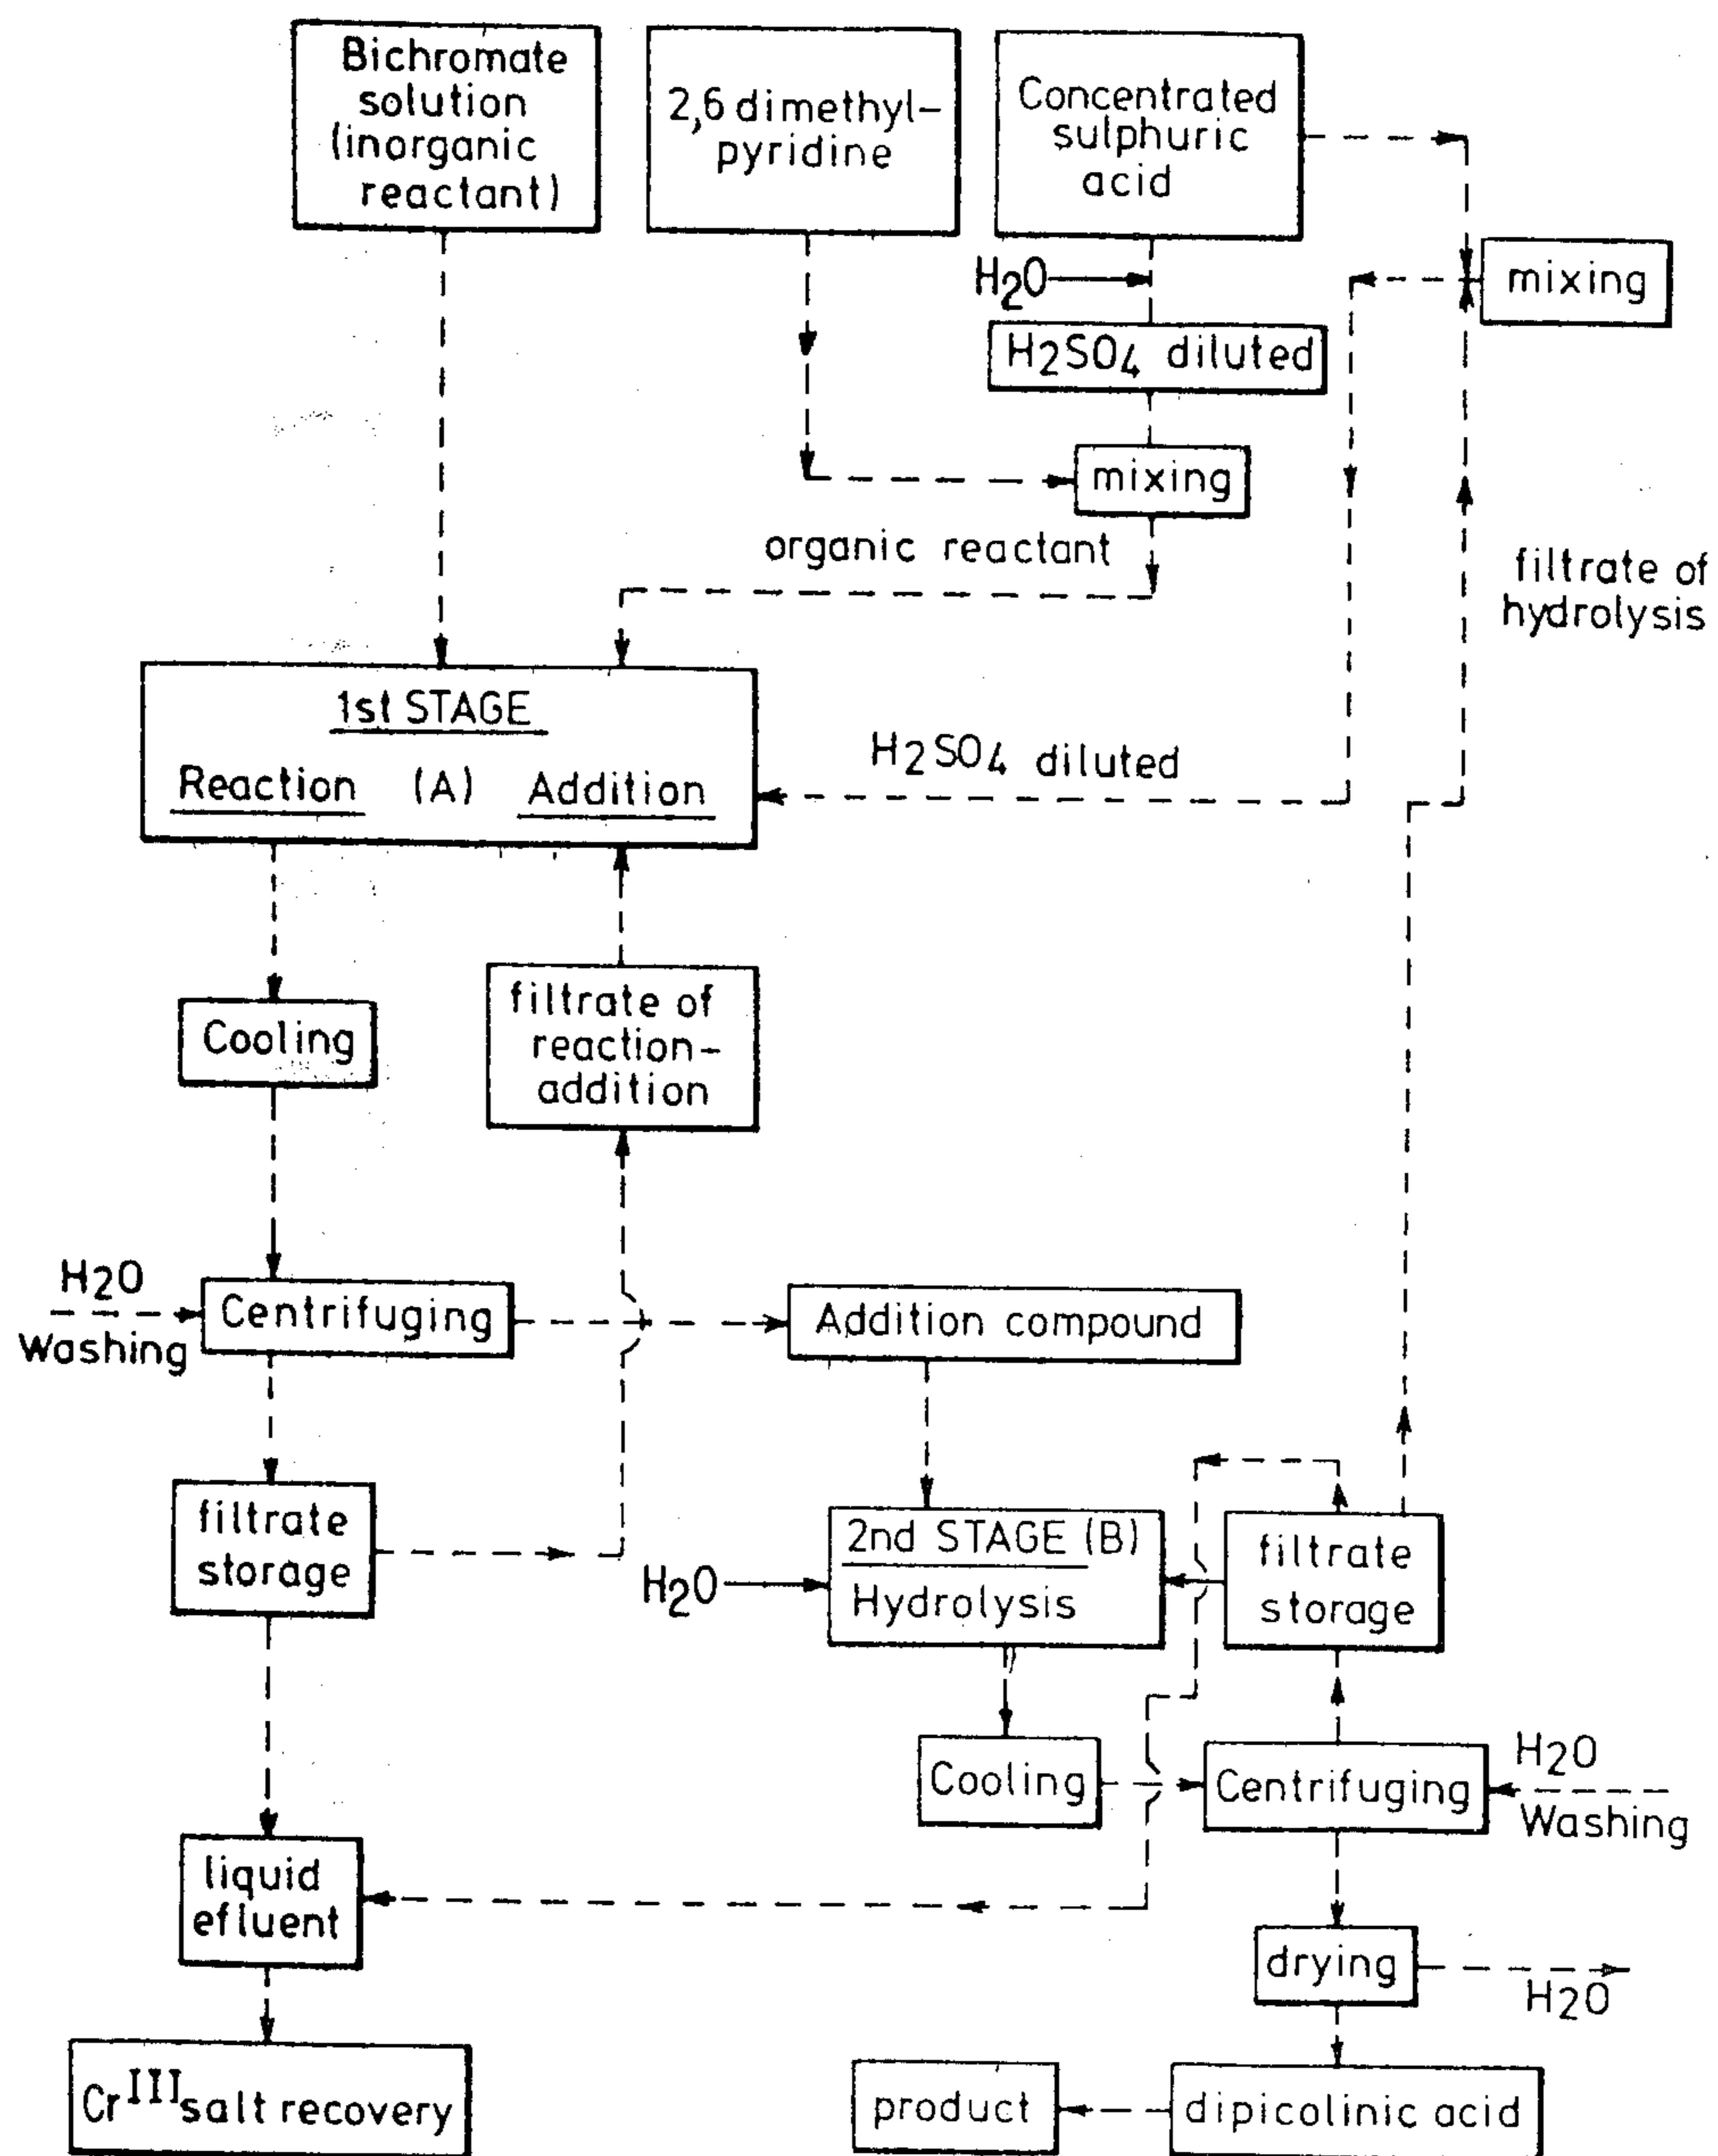 Bichromate
solution
(inorganic
reactant)
2,6 dimethyl-
pyridine
Concentrated
sulphuric
acid
H2O
mixing
H2SO4 diluted
mixing
organic reactant
filtrate of
hydrolysis
1st STAGE
Reaction (A) Addition
H2SO4 diluted
Cooling
filtrate of
reaction-
addition
H2O
Washing
Centrifuging
Addition compound
filtrate
storage
H2O
2nd STAGE (B)
Hydrolysis
filtrate
storage
Cooling
Centrifuging
H2O
Washing
liquid
efluent
drying
H2O
CrIII salt recovery
product
dipicolinic acid